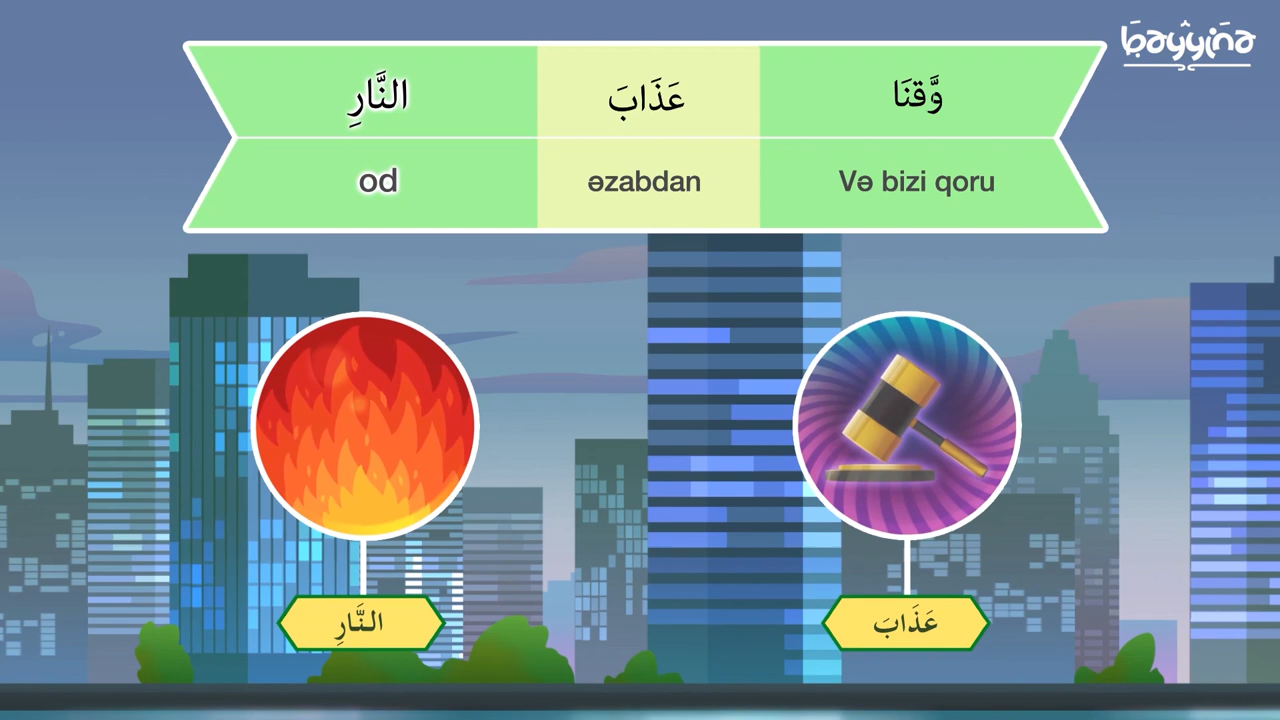 bayyina
وَّقنَا عَذَابَ النَّارِ
Və bizi qoru əzabdan od
النَّارِ
عَذَابَ